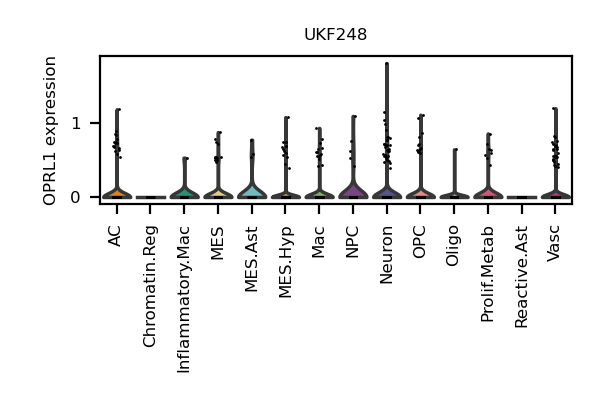 UKF248
OPRL1 expression
1
0
AC
Chromatin.Reg
Inflammatory.Mac
MES
MES.Ast
MES.Hyp
Mac
NPC
Neuron
OPC
Oligo
Prolif.Metab
Reactive.Ast
Vasc